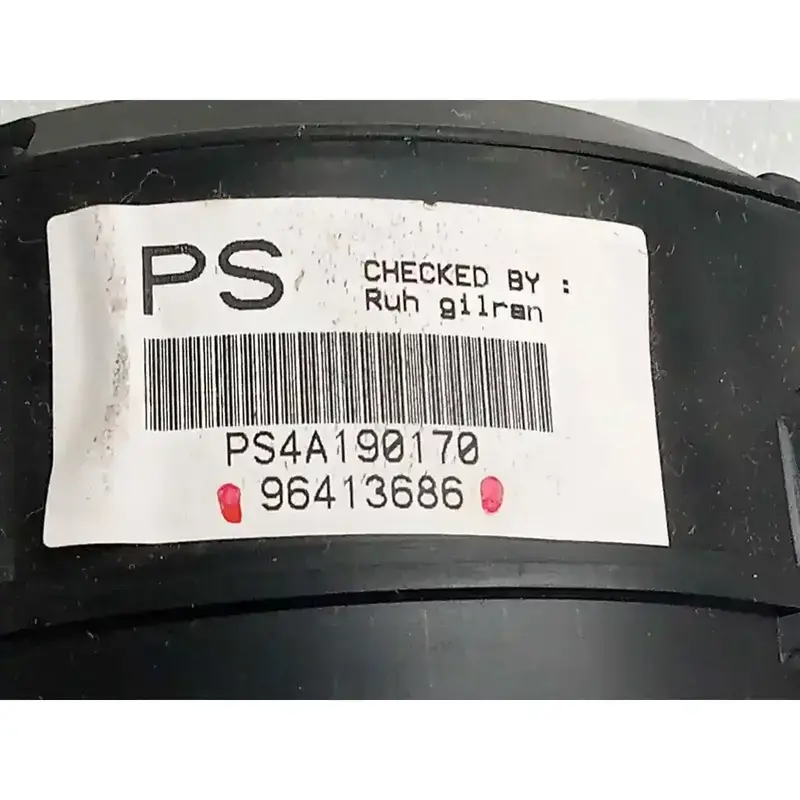 PS
CHECKED BY :
Ruh gilran
PS4A190170
96413686